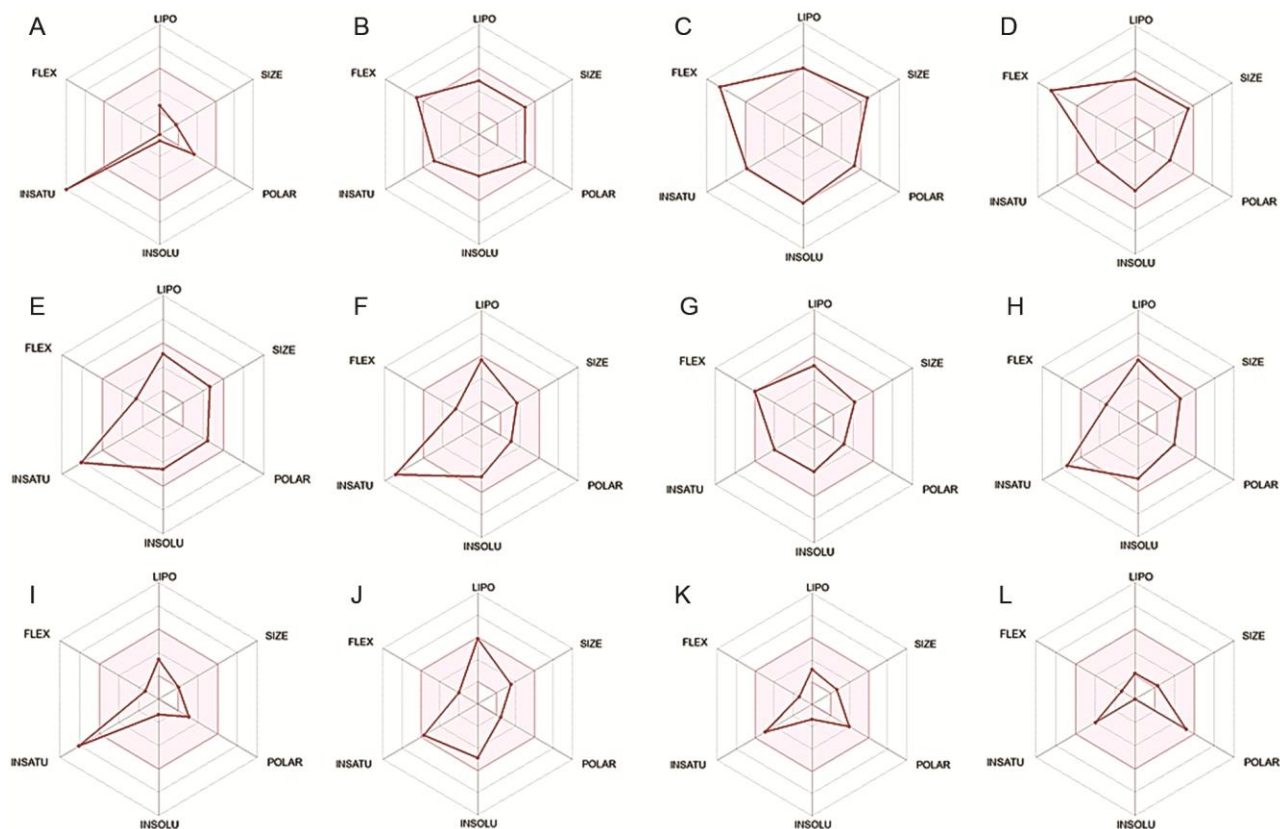 A
LIPO
FLEX
SIZE
INSATU
POLAR
INSOLU
B
LIPO
FLEX
SIZE
INSATU
POLAR
INSOLU
C
LIPO
FLEX
SIZE
INSATU
POLAR
INSOLU
D
LIPO
FLEX
SIZE
INSATU
POLAR
INSOLU
E
LIPO
FLEX
SIZE
INSATU
POLAR
INSOLU
F
LIPO
FLEX
SIZE
INSATU
POLAR
INSOLU
G
LIPO
FLEX
SIZE
INSATU
POLAR
INSOLU
H
LIPO
FLEX
SIZE
INSATU
POLAR
INSOLU
I
LIPO
FLEX
SIZE
INSATU
POLAR
INSOLU
J
LIPO
FLEX
SIZE
INSATU
POLAR
INSOLU
K
LIPO
FLEX
SIZE
INSATU
POLAR
INSOLU
L
LIPO
FLEX
SIZE
INSATU
POLAR
INSOLU